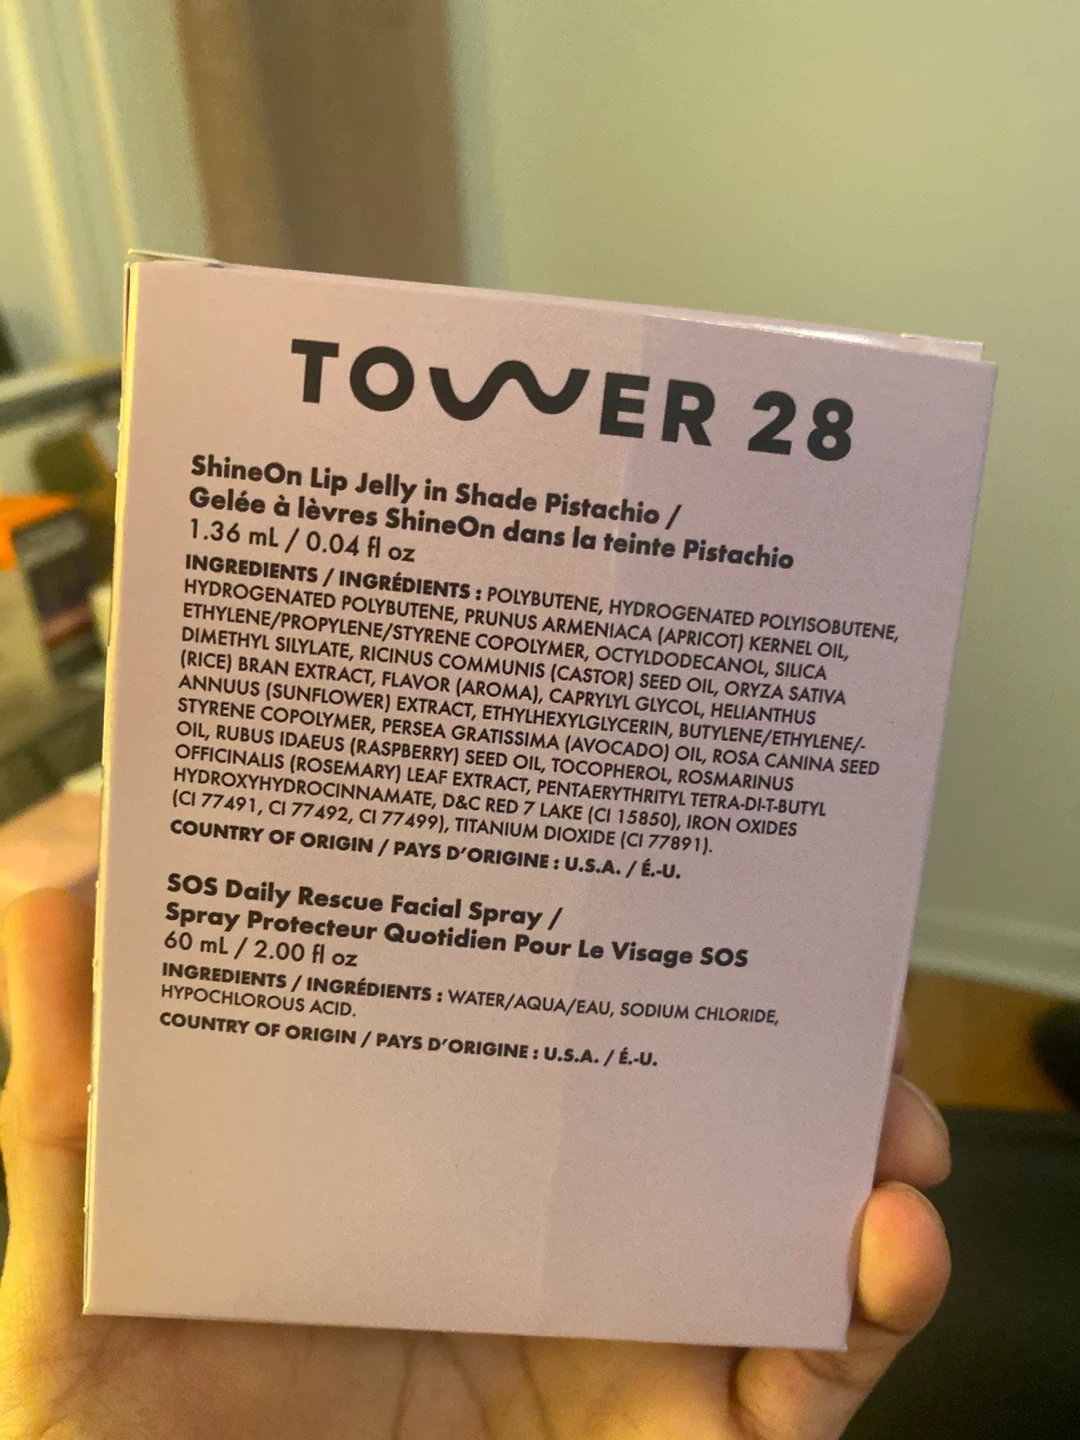 TOWER 28
ShineOn Lip Jelly in Shade Pistachio /
Gelée à lèvres ShineOn dans la teinte Pistachio
1.36 mL / 0.04 fl oz
INGREDIENTS / INGRÉDIENTS : POLYBUTENE, HYDROGENATED POLYISOBUTENE,
HYDROGENATED POLYBUTENE, PRUNUS ARMENIACA (APRICOT) KERNEL OIL,
ETHYLENE/PROPYLENE/STYRENE COPOLYMER, OCTYLDODECANOL, SILICA
DIMETHYL SILYLATE, RICINUS COMMUNIS (CASTOR) SEED OIL, ORYZA SATIVA
(RICE) BRAN EXTRACT, FLAVOR (AROMA), CAPRYLYL GLYCOL, HELIANTHUS
ANNUUS (SUNFLOWER) EXTRACT, ETHYLHEXYLGLYCERIN, BUTYLENE/ETHYLENE/-
STYRENE COPOLYMER, PERSEA GRATISSIMA (AVOCADO) OIL, ROSA CANINA SEED
OIL, RUBUS IDAEUS (RASPBERRY) SEED OIL, TOCOPHEROL, ROSMARINUS
OFFICINALIS (ROSEMARY) LEAF EXTRACT, PENTAERYTHRITYL TETRA-DI-T-BUTYL
HYDROXYHYDROCINNAMATE, D&C RED 7 LAKE (CI 15850), IRON OXIDES
(CI 77491, CI 77492, CI 77499), TITANIUM DIOXIDE (CI 77891).
COUNTRY OF ORIGIN / PAYS D'ORIGINE : U.S.A. / É.-U.
SOS Daily Rescue Facial Spray /
Spray Protecteur Quotidien Pour Le Visage SOS
60 mL / 2.00 fl oz
INGREDIENTS / INGRÉDIENTS : WATER/AQUA/EAU, SODIUM CHLORIDE,
HYPOCHLOROUS ACID.
COUNTRY OF ORIGIN / PAYS D'ORIGINE : U.S.A. / É.-U.